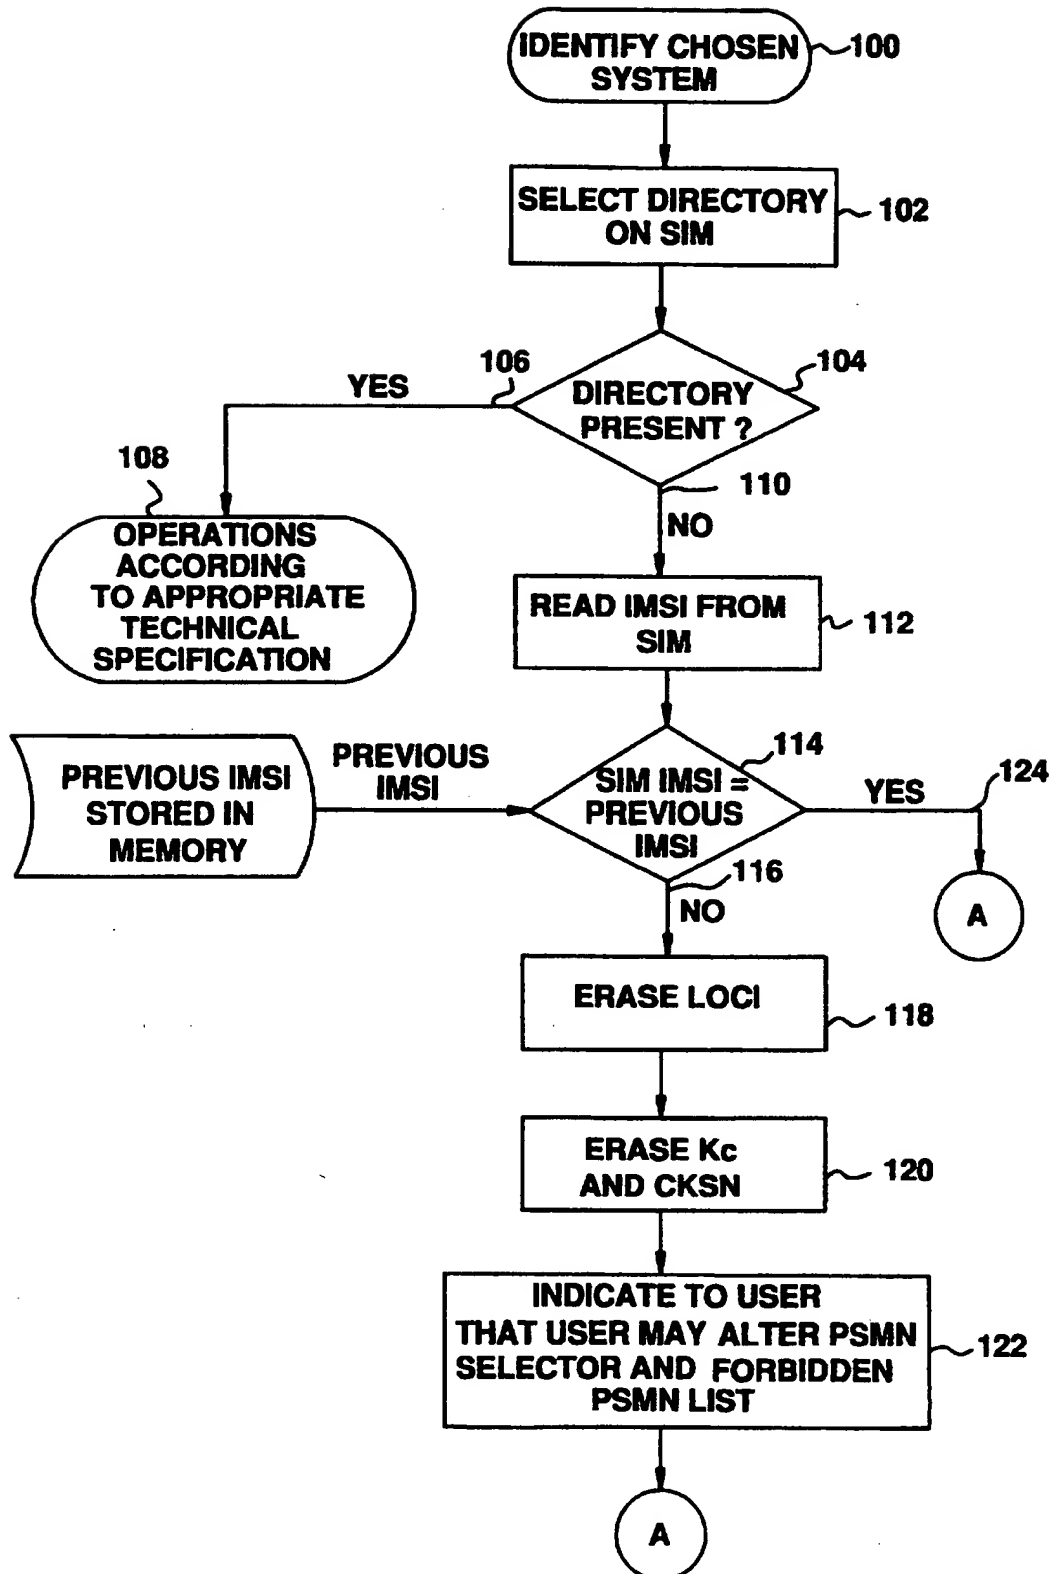 IDENTIFY CHOSEN
SYSTEM
100
SELECT DIRECTORY
ON SIM
102
DIRECTORY
PRESENT ?
104
106
YES
108
OPERATIONS
ACCORDING
TO APPROPRIATE
TECHNICAL
SPECIFICATION
110
NO
READ IMSI FROM
SIM
112
PREVIOUS IMSI
STORED IN
MEMORY
PREVIOUS
IMSI
SIM IMSI =
PREVIOUS
IMSI
114
YES
124
A
116
NO
ERASE LOCI
118
ERASE Kc
AND CKSN
120
INDICATE TO USER
THAT USER MAY ALTER PSMN
SELECTOR AND FORBIDDEN
PSMN LIST
122
A